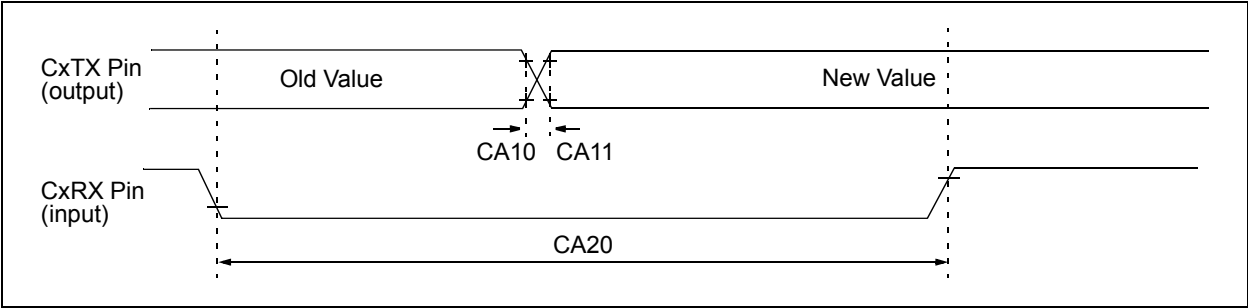 CxTX Pin
(output)
Old Value
New Value
CA10 CA11
CxRX Pin
(input)
CA20